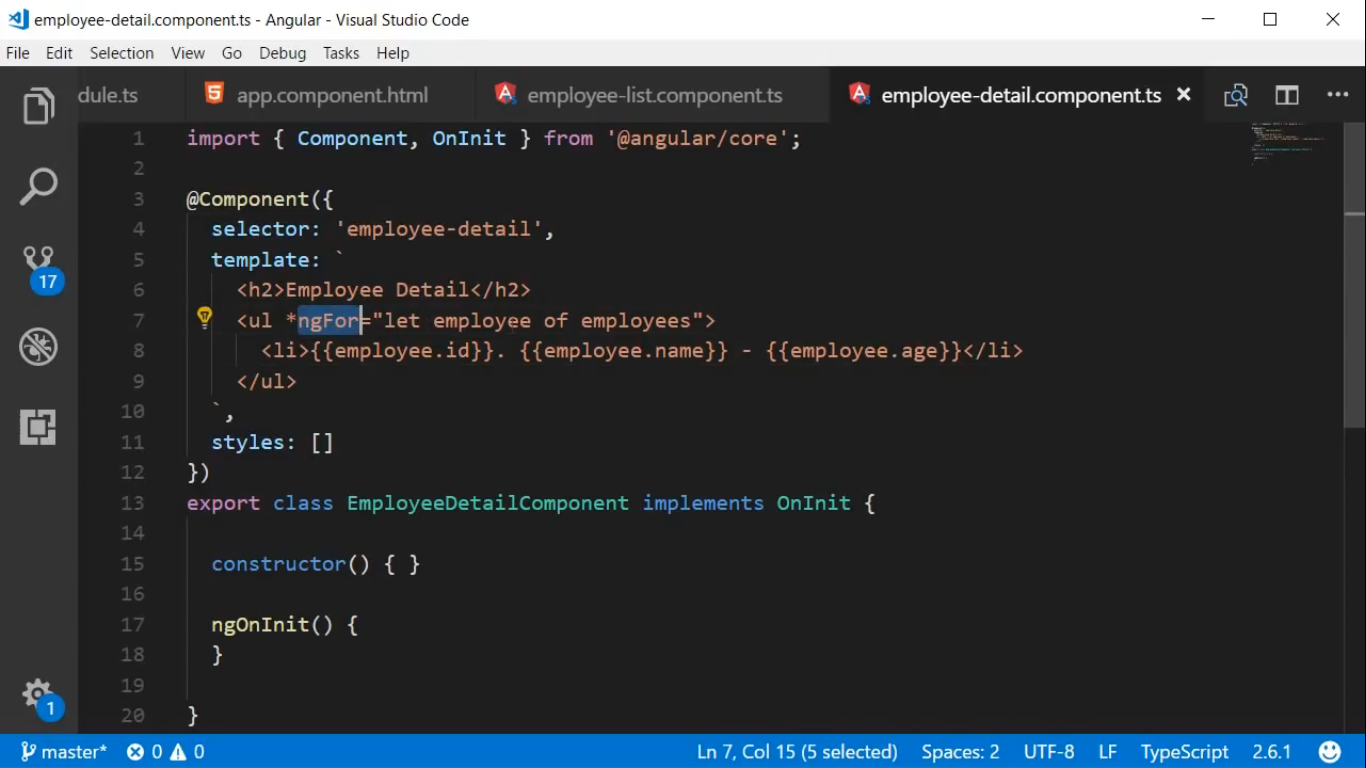 employee-detail.component.ts - Angular - Visual Studio Code
File Edit Selection View Go Debug Tasks Help
dule.ts app.component.html employee-list.component.ts employee-detail.component.ts
1 import { Component, OnInit } from '@angular/core';
2
3 @Component({
4 selector: 'employee-detail',
5 template: `
6 <h2>Employee Detail</h2>
7 <ul *ngFor="let employee of employees">
8 <li>{{employee.id}}. {{employee.name}} - {{employee.age}}</li>
9 </ul>
10 `,
11 styles: []
12 })
13 export class EmployeeDetailComponent implements OnInit {
14
15 constructor() { }
16
17 ngOnInit() {
18 }
19
20 }
17
1
master* 0 0 Ln 7, Col 15 (5 selected) Spaces: 2 UTF-8 LF TypeScript 2.6.1